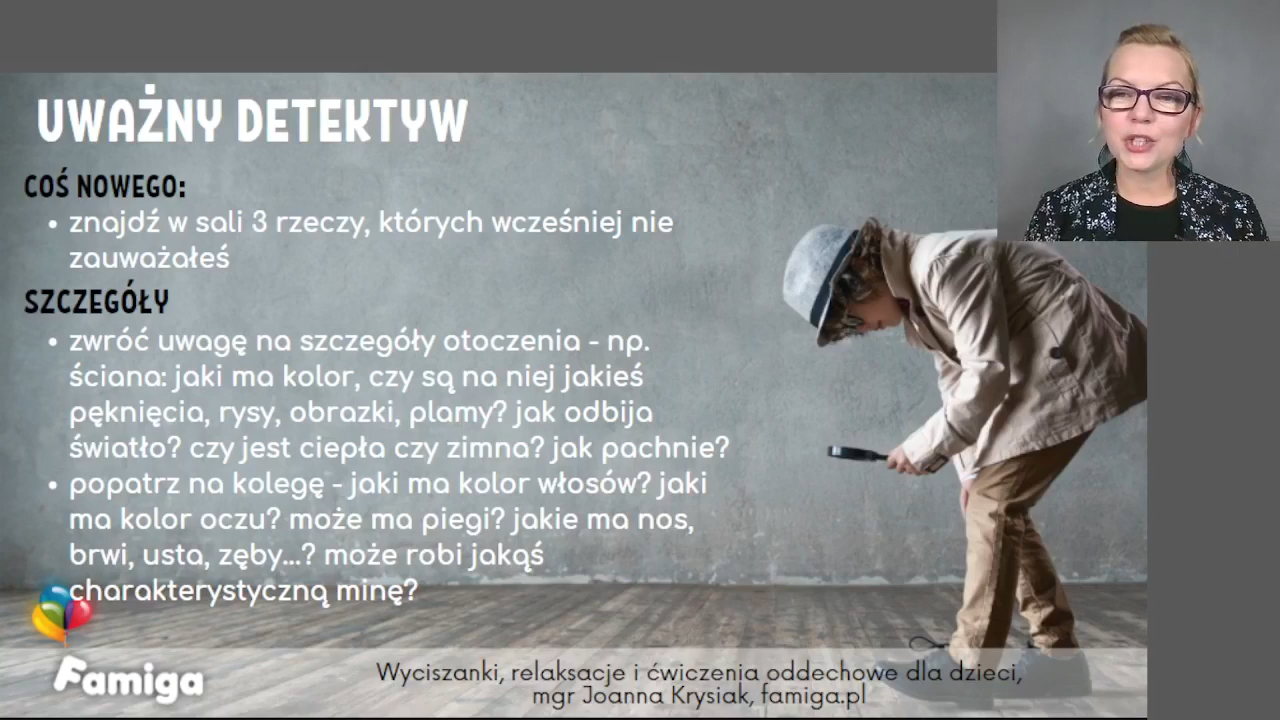 UWAŻNY DETEKTYW
COŚ NOWEGO:
• znajdź w sali 3 rzeczy, których wcześniej nie
zauważałeś
SZCZEGÓŁY
• zwróć uwagę na szczegóły otoczenia - np.
ściana: jaki ma kolor, czy są na niej jakieś
pęknięcia, rysy, obrazki, plamy? jak odbija
światło? czy jest ciepła czy zimna? jak pachnie?
• popatrz na kolegę - jaki ma kolor włosów? jaki
ma kolor oczu? może ma piegi? jakie ma nos,
brwi, usta, zęby...? może robi jakąś
charakterystyczną minę?
Famiga
Wyciszanki, relaksacje i ćwiczenia oddechowe dla dzieci,
mgr Joanna Krysiak, famiga.pl